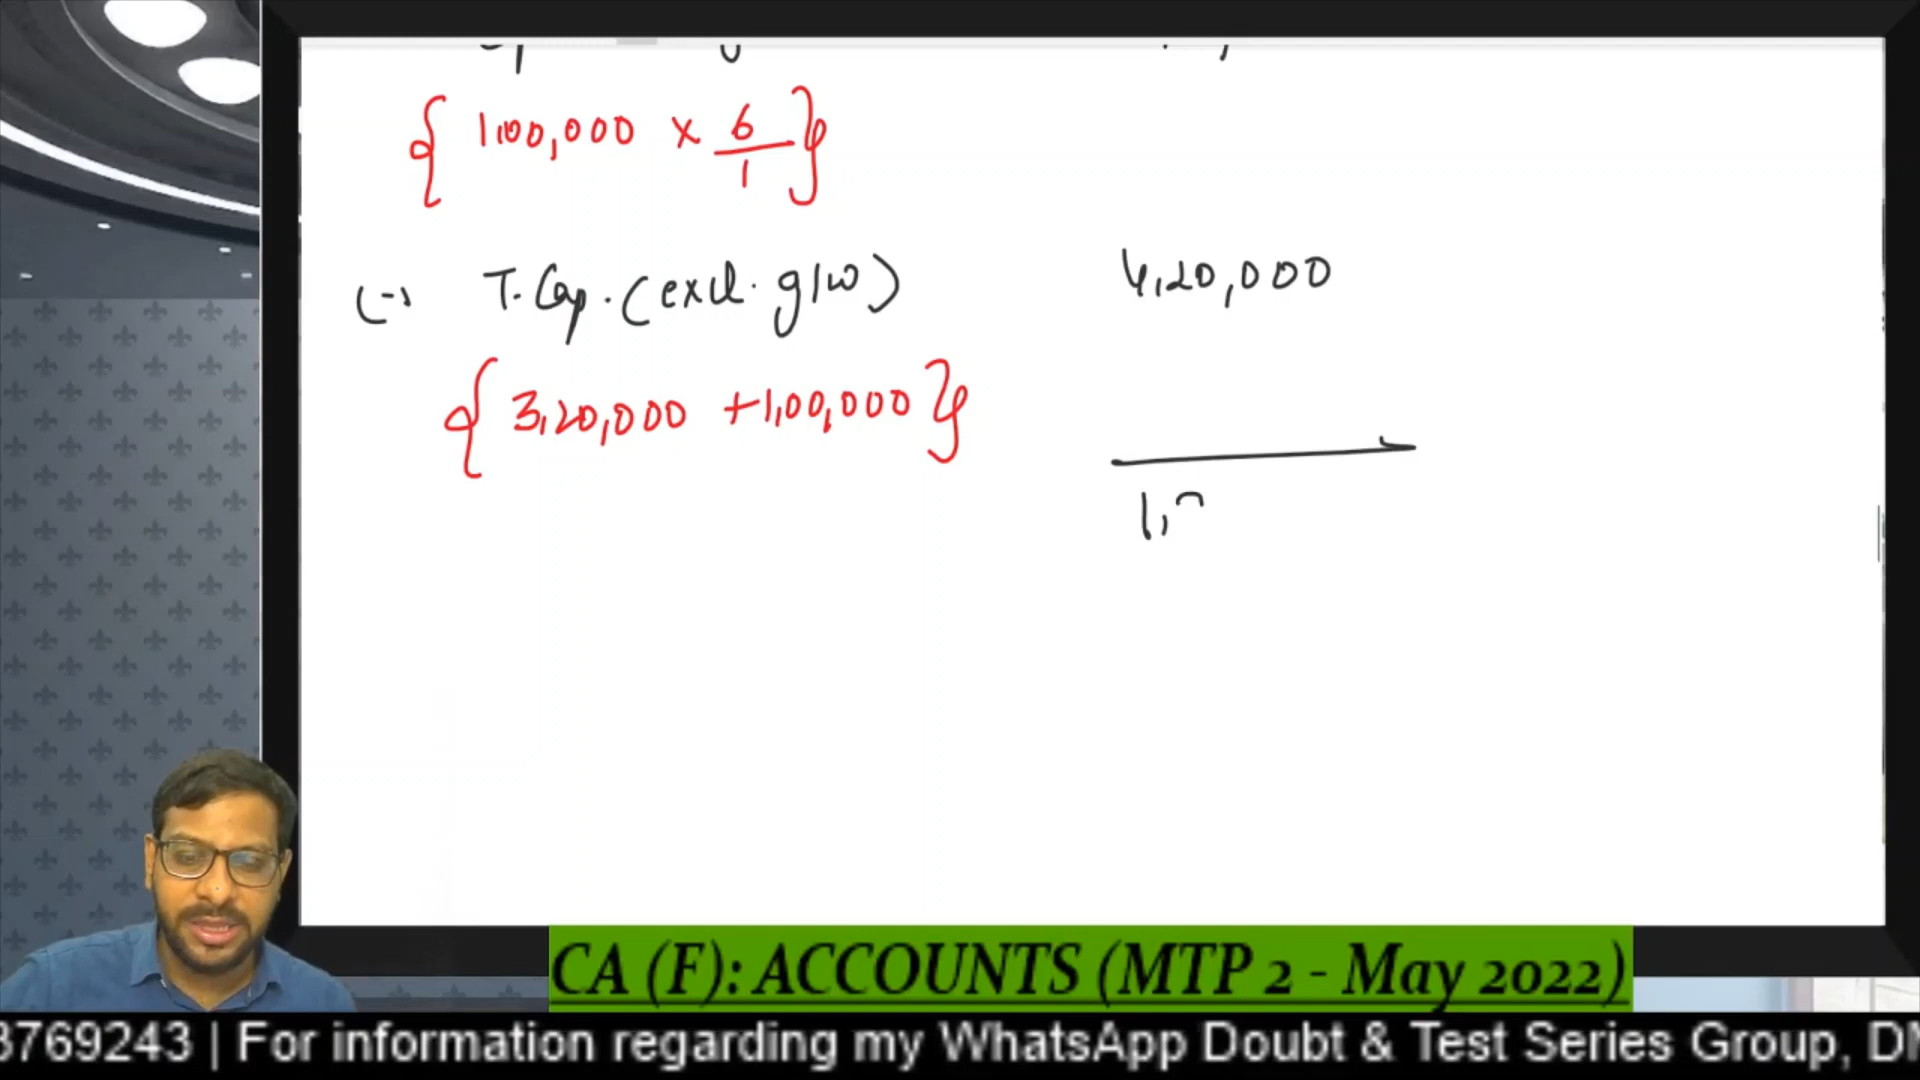 { 1,00,000 x 6/1 }
(-) T. Cap. (excl. g/w) 4,20,000
{ 3,20,000 + 1,00,000 }
1,
CA (F): ACCOUNTS (MTP 2 - May 2022)
3769243 | For information regarding my WhatsApp Doubt & Test Series Group, DM